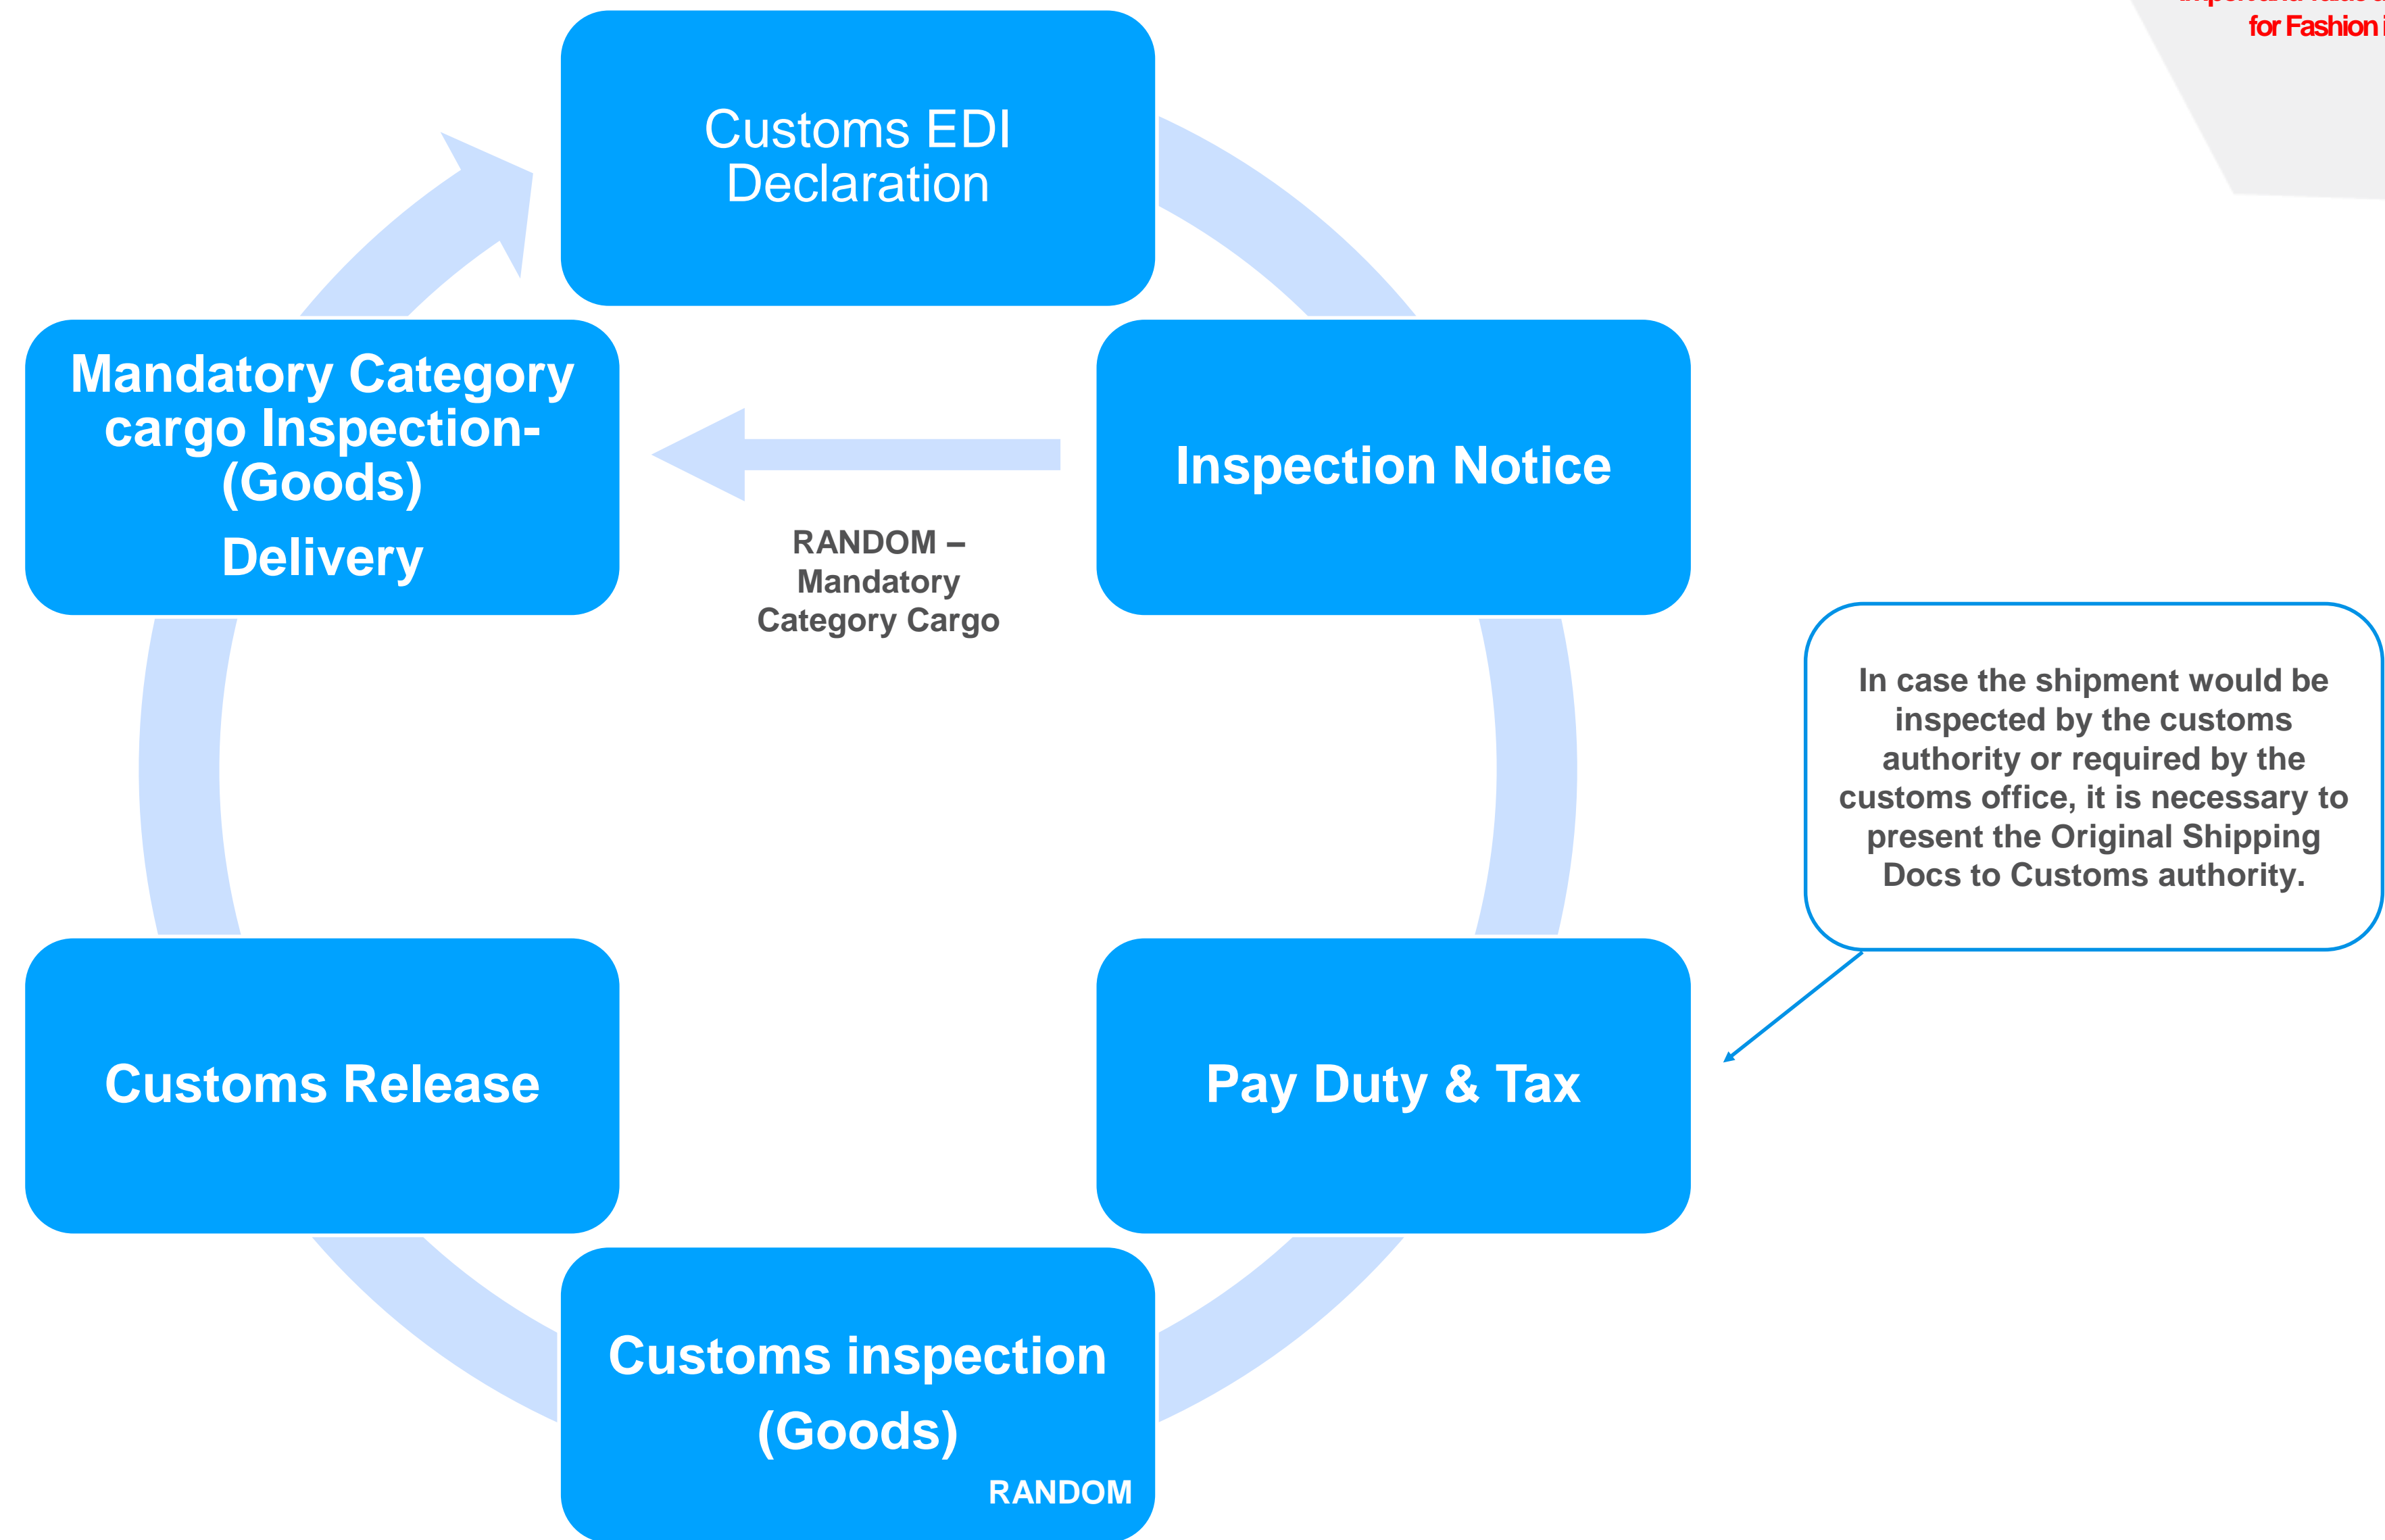 for Fashion i
Customs EDI
Declaration
Mandatory Category
cargo Inspection-
(Goods)
Delivery
Inspection Notice
RANDOM –
Mandatory
Category Cargo
In case the shipment would be
inspected by the customs
authority or required by the
customs office, it is necessary to
present the Original Shipping
Docs to Customs authority.
Customs Release
Pay Duty & Tax
Customs inspection
(Goods)
RANDOM